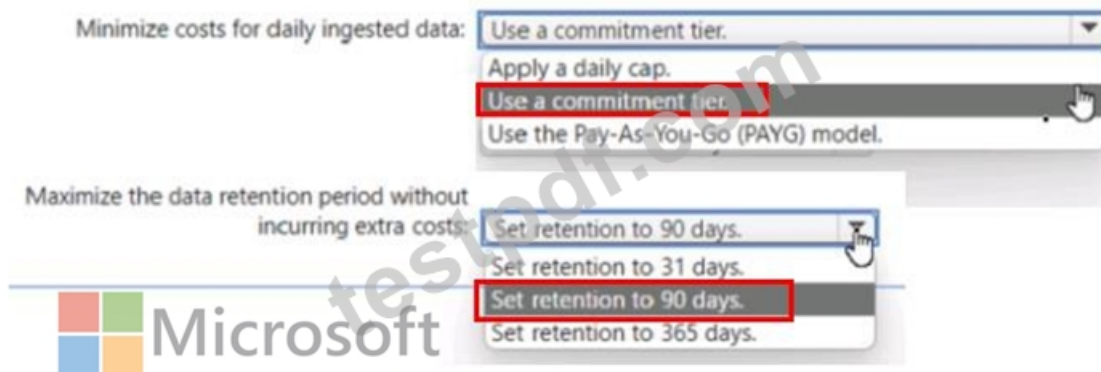 Minimize costs for daily ingested data: Use a commitment tier.
Apply a daily cap.
Use a commitment tier.
Use the Pay-As-You-Go (PAYG) model.
Maximize the data retention period without
incurring extra costs: Set retention to 90 days.
Set retention to 31 days.
Set retention to 90 days.
Set retention to 365 days.
Microsoft
testpdf.com